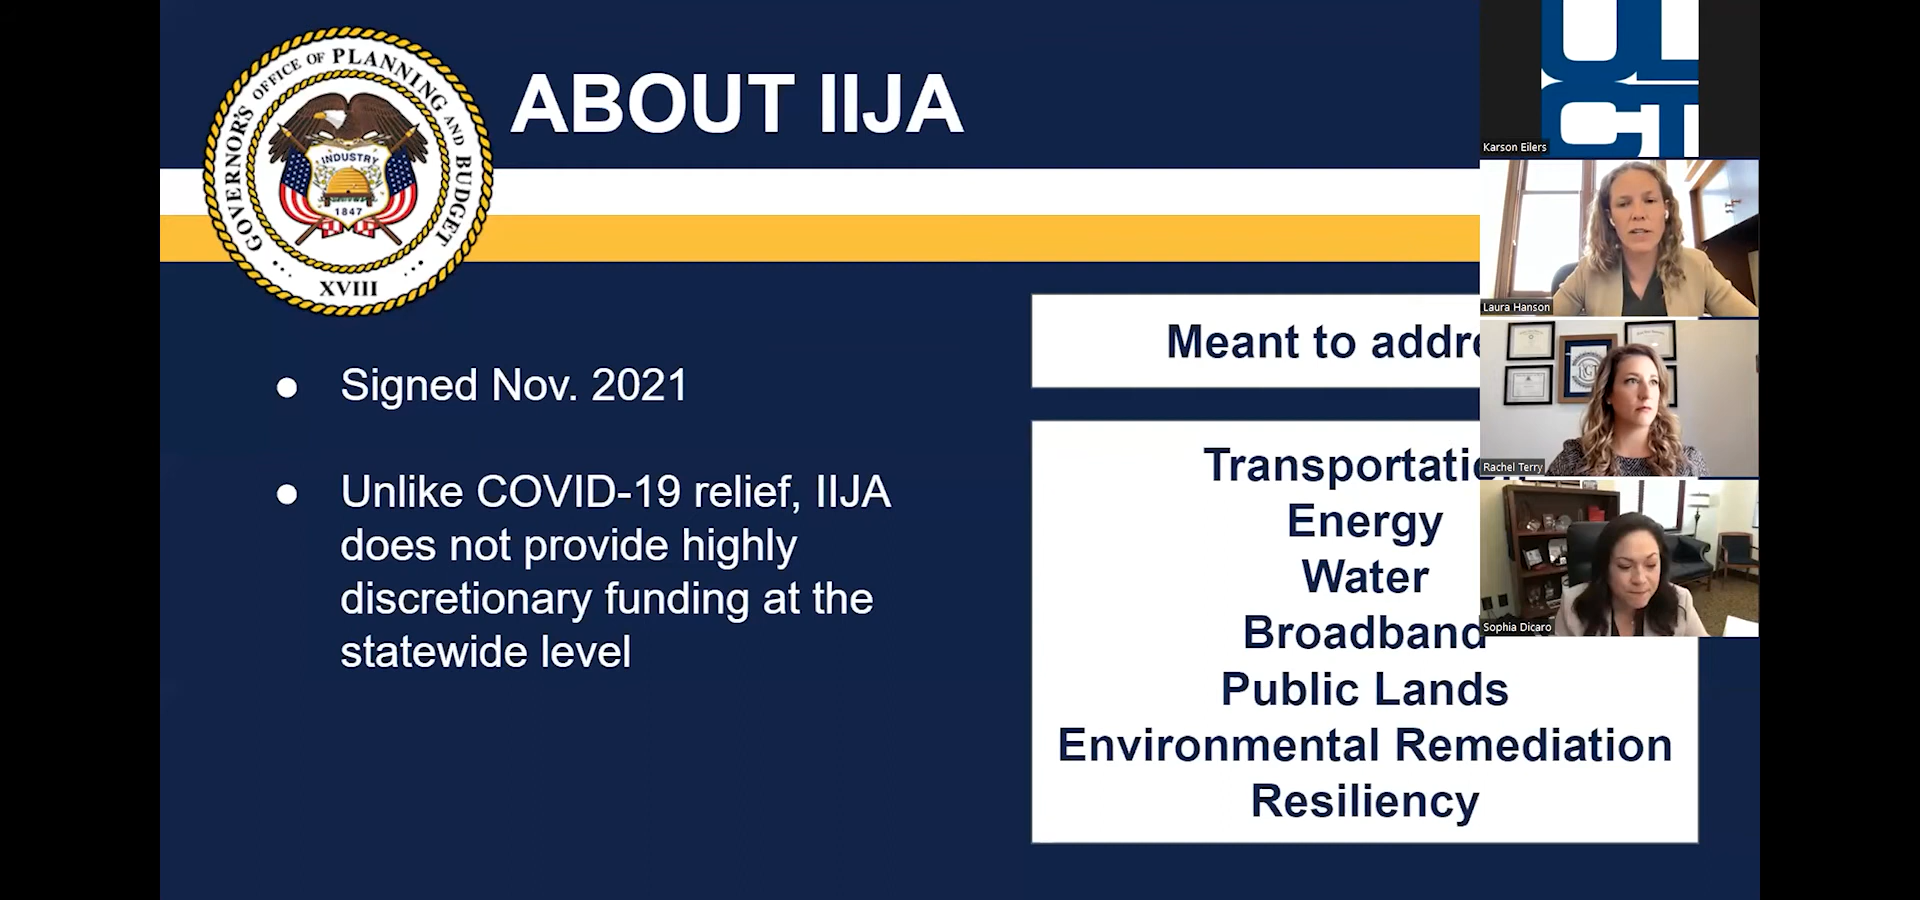 GOVERNOR'S OFFICE OF PLANNING AND BUDGET
INDUSTRY
1847
XVIII
ABOUT IIJA
● Signed Nov. 2021
● Unlike COVID-19 relief, IIJA
does not provide highly
discretionary funding at the
statewide level
Meant to addre
Transportation
Energy
Water
Broadband
Public Lands
Environmental Remediation
Resiliency
Karson Eilers
Laura Hanson
Rachel Terry
Sophia Dicaro